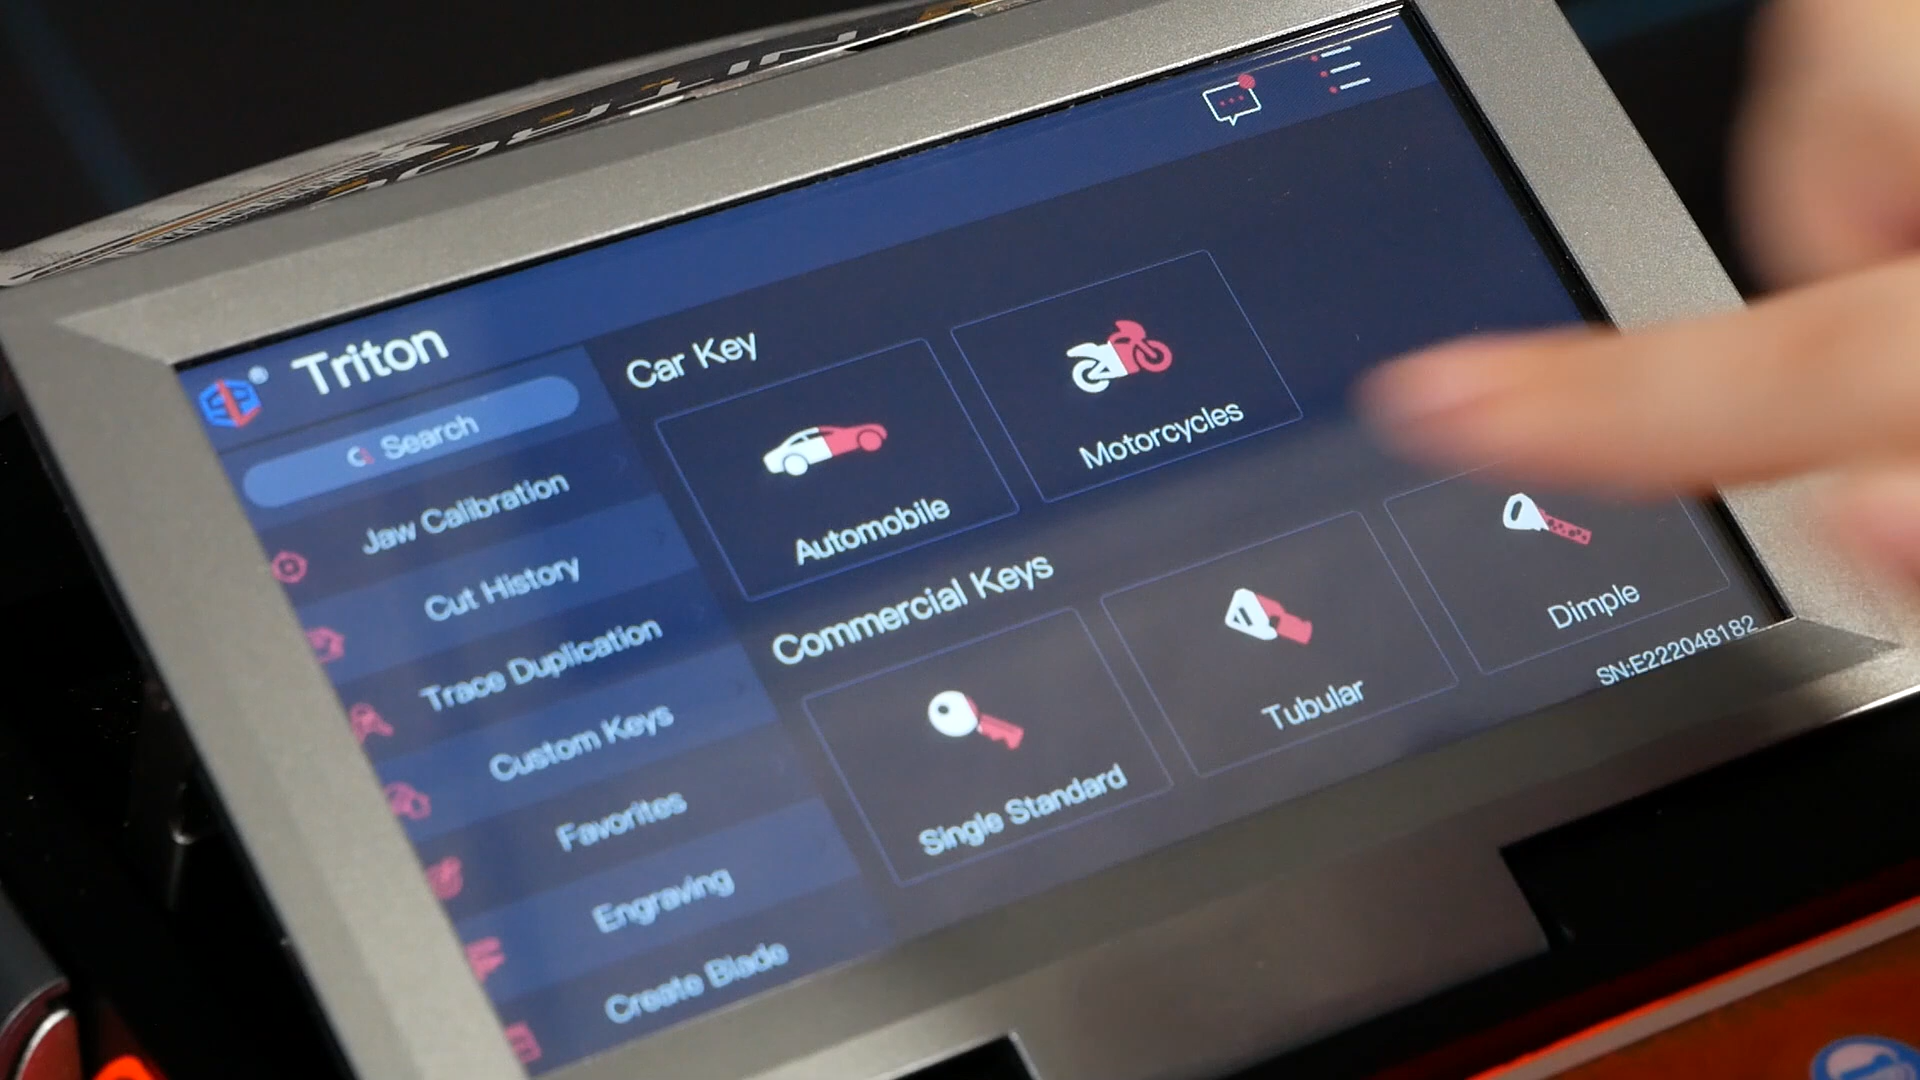 TRITON
® Triton
Search
Jaw Calibration
Cut History
Trace Duplication
Custom Keys
Favorites
Engraving
Create Blade
Car Key
Automobile
Motorcycles
Commercial Keys
Single Standard
Tubular
Dimple
SN:E222048182